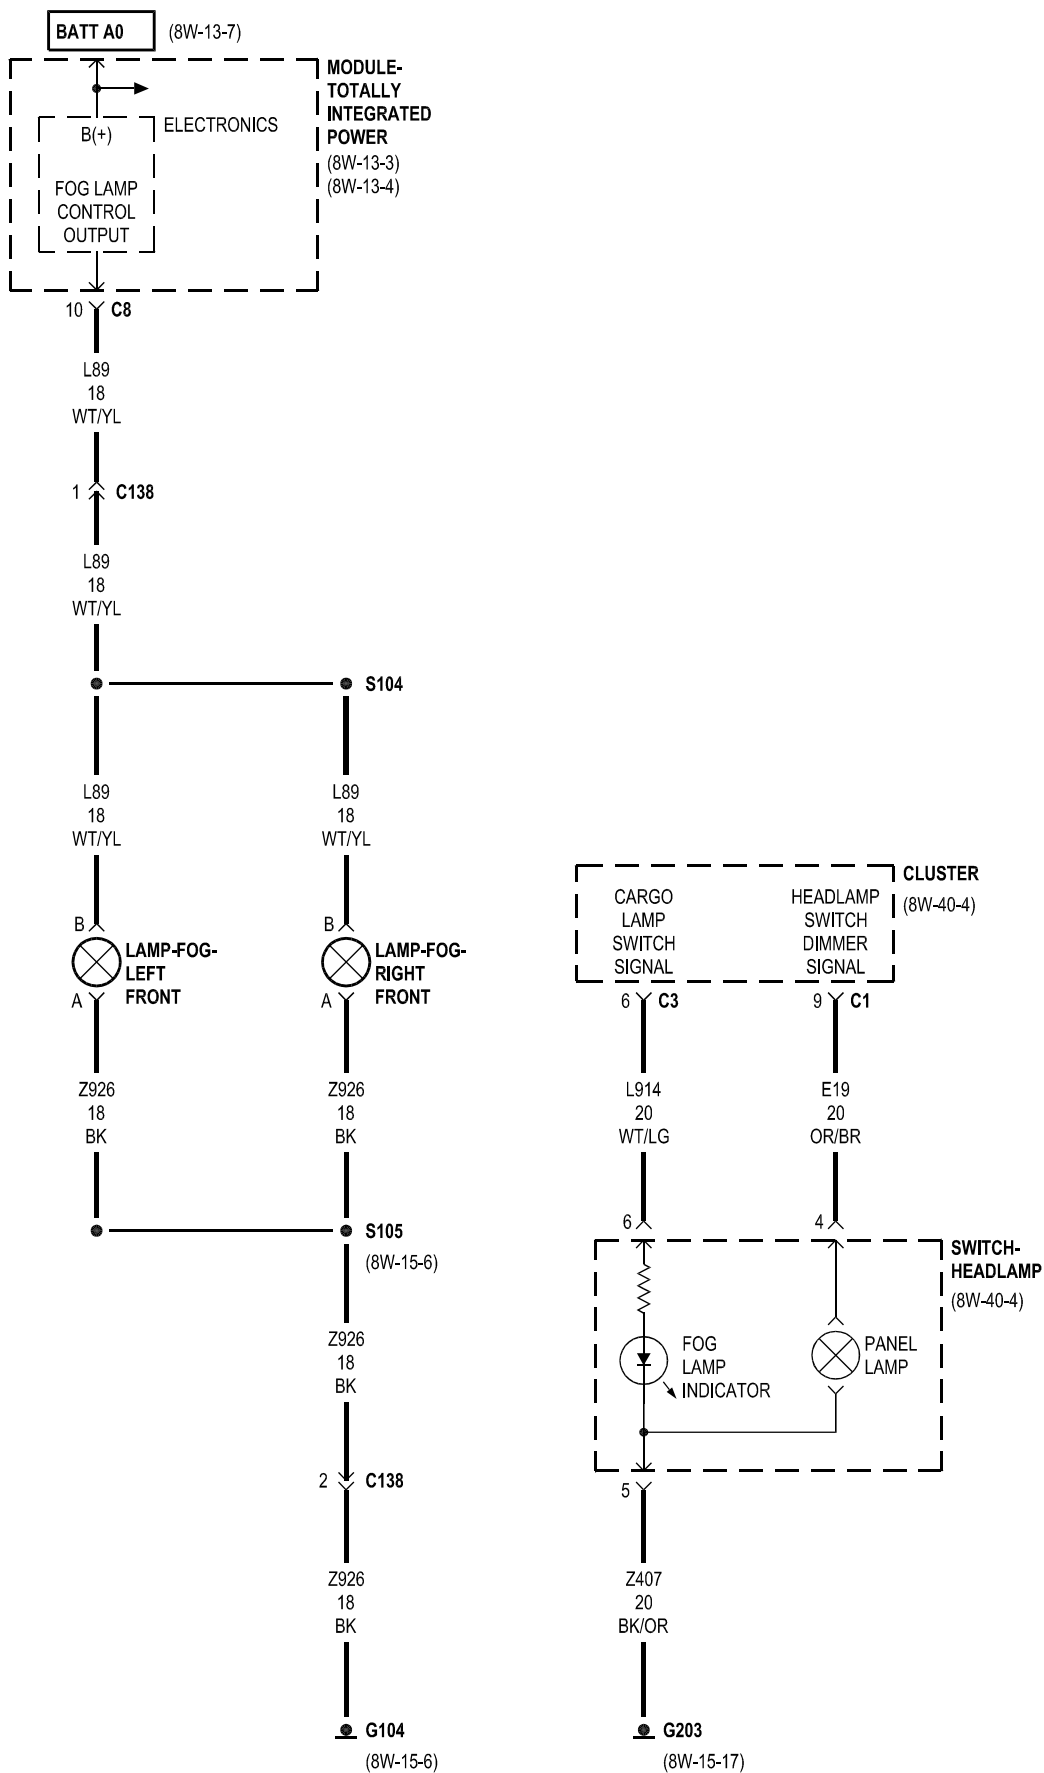 BATT A0 (8W-13-7)
MODULE-
TOTALLY
INTEGRATED
POWER
(8W-13-3)
(8W-13-4)
ELECTRONICS
B(+)
FOG LAMP
CONTROL
OUTPUT
10 C8
L89
18
WT/YL
1 C138
L89
18
WT/YL
S104
L89
18
WT/YL
L89
18
WT/YL
B
LAMP-FOG-
LEFT
FRONT
A
B
LAMP-FOG-
RIGHT
FRONT
A
Z926
18
BK
Z926
18
BK
S105
(8W-15-6)
Z926
18
BK
2 C138
Z926
18
BK
G104
(8W-15-6)
CLUSTER
(8W-40-4)
CARGO
LAMP
SWITCH
SIGNAL
HEADLAMP
SWITCH
DIMMER
SIGNAL
6 C3
9 C1
L914
20
WT/LG
E19
20
OR/BR
6
4
SWITCH-
HEADLAMP
(8W-40-4)
FOG
LAMP
INDICATOR
PANEL
LAMP
5
Z407
20
BK/OR
G203
(8W-15-17)